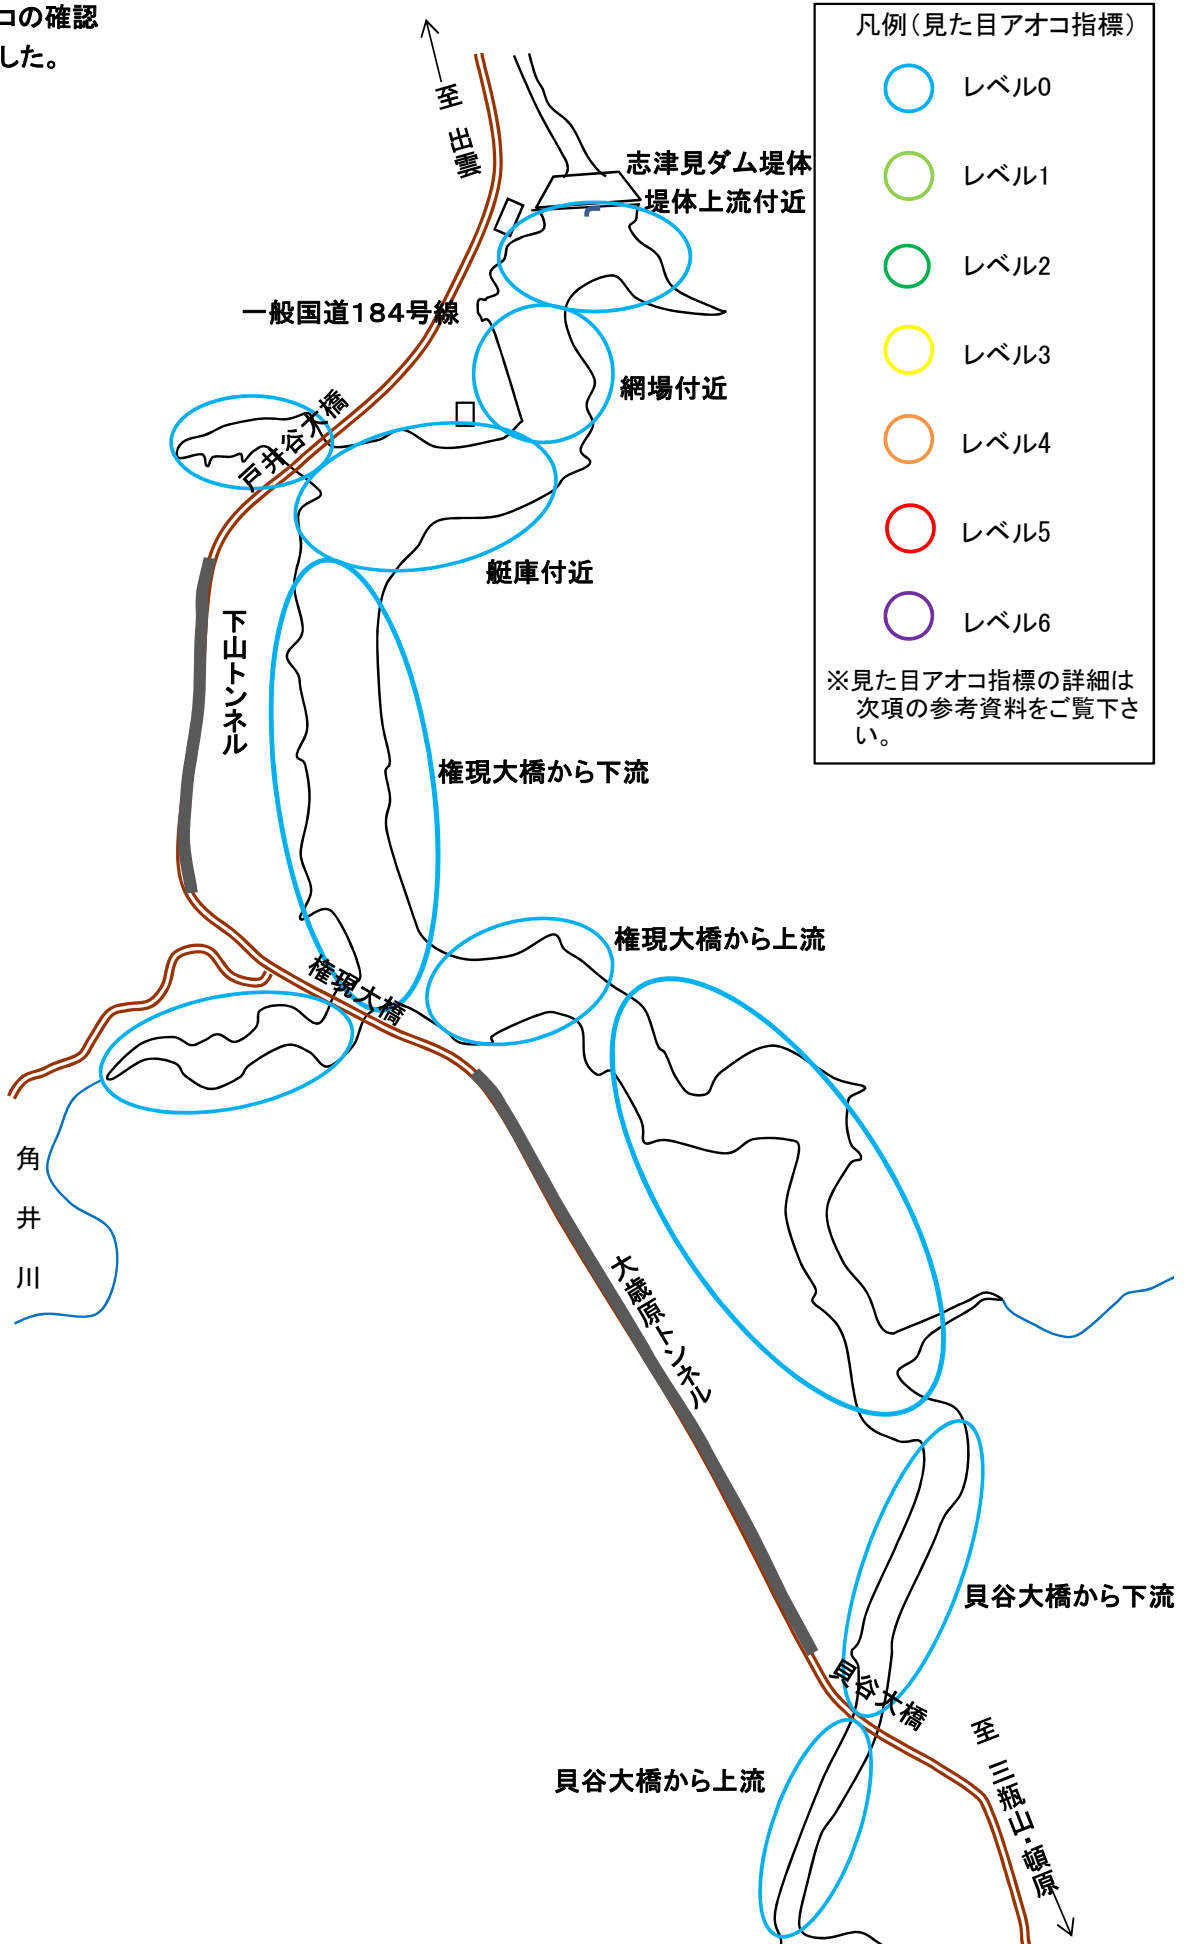 コの確認
した。
凡例(見た目アオコ指標)
レベル0
レベル1
レベル2
レベル3
レベル4
レベル5
レベル6
※見た目アオコ指標の詳細は
次項の参考資料をご覧下さ
い。
至 出雲
志津見ダム堤体
堤体上流付近
一般国道184号線
網場付近
戸井谷大橋
艇庫付近
下山トンネル
権現大橋から下流
権現大橋から上流
権現大橋
角井川
大歳原トンネル
貝谷大橋から下流
貝谷大橋
貝谷大橋から上流
至 三瓶山・頓原